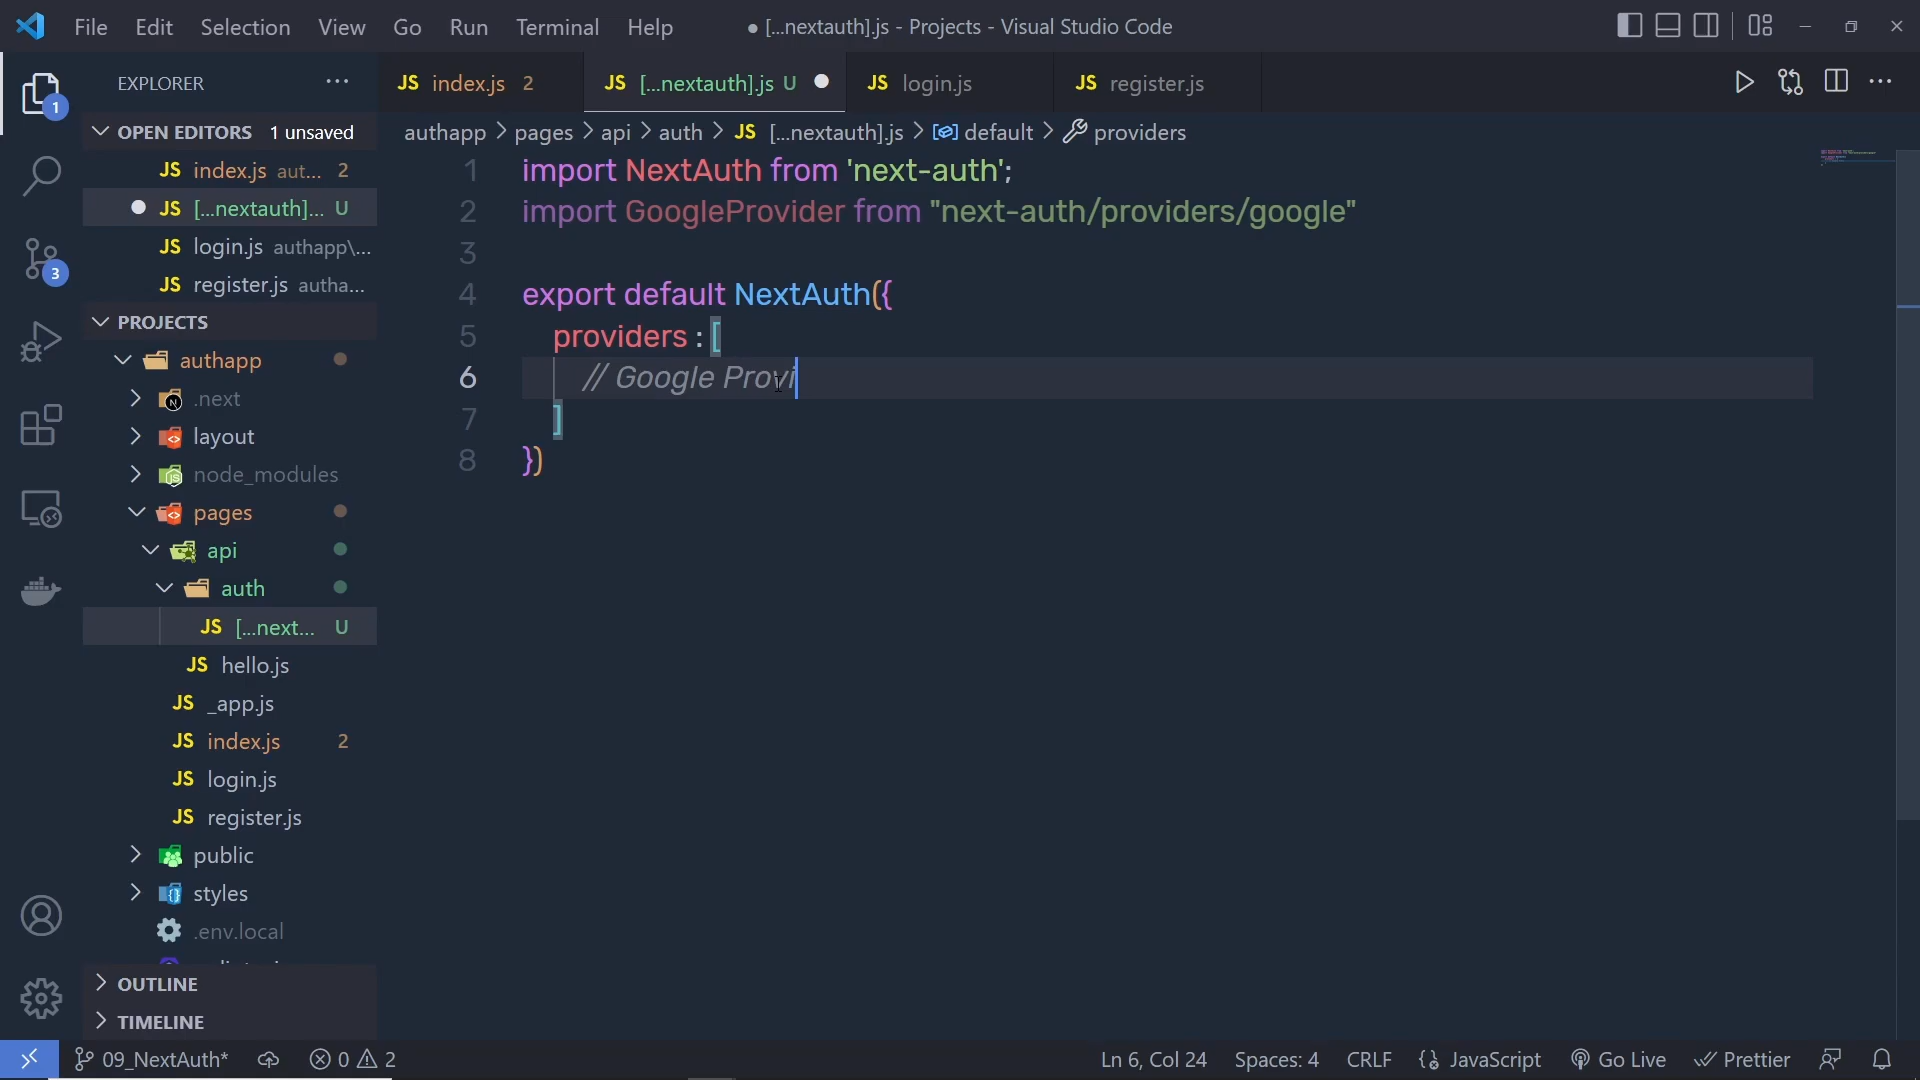 File Edit Selection View Go Run Terminal Help
● [...nextauth].js - Projects - Visual Studio Code
EXPLORER
OPEN EDITORS 1 unsaved
JS index.js aut... 2
JS [...nextauth]... U
JS login.js authapp\...
JS register.js autha...
PROJECTS
authapp
.next
layout
node_modules
pages
api
auth
JS [...next... U
JS hello.js
JS _app.js
JS index.js 2
JS login.js
JS register.js
public
styles
.env.local
OUTLINE
TIMELINE
1
3
JS index.js 2
JS [...nextauth].js U
JS login.js
JS register.js
authapp > pages > api > auth > JS [...nextauth].js > default > providers
1 import NextAuth from 'next-auth';
2 import GoogleProvider from "next-auth/providers/google"
3
4 export default NextAuth({
5 providers : [
6 // Google Provi
7 ]
8 })
09_NextAuth* 0 2
Ln 6, Col 24 Spaces: 4 CRLF JavaScript Go Live Prettier